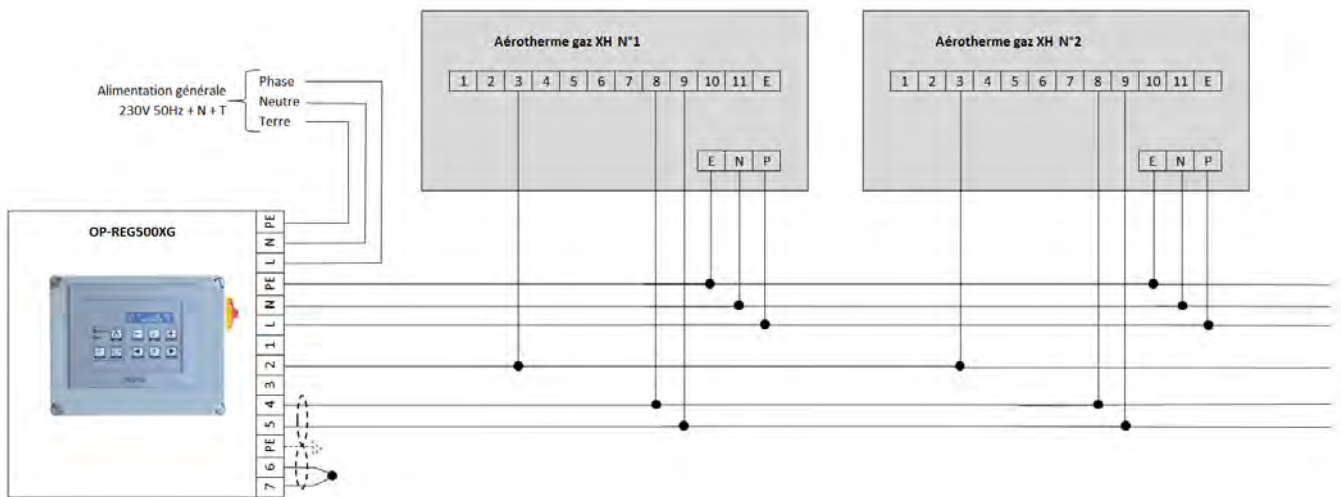 Aérotherme gaz XH N°1
1 2 3 4 5 6 7 8 9 10 11 E
E N P
Aérotherme gaz XH N°2
1 2 3 4 5 6 7 8 9 10 11 E
E N P
Alimentation générale
230V 50Hz + N + T
Phase
Neutre
Terre
OP-REG500XG
PE
N
L
PE
N
L
1
2
3
4
5
PE
6
7